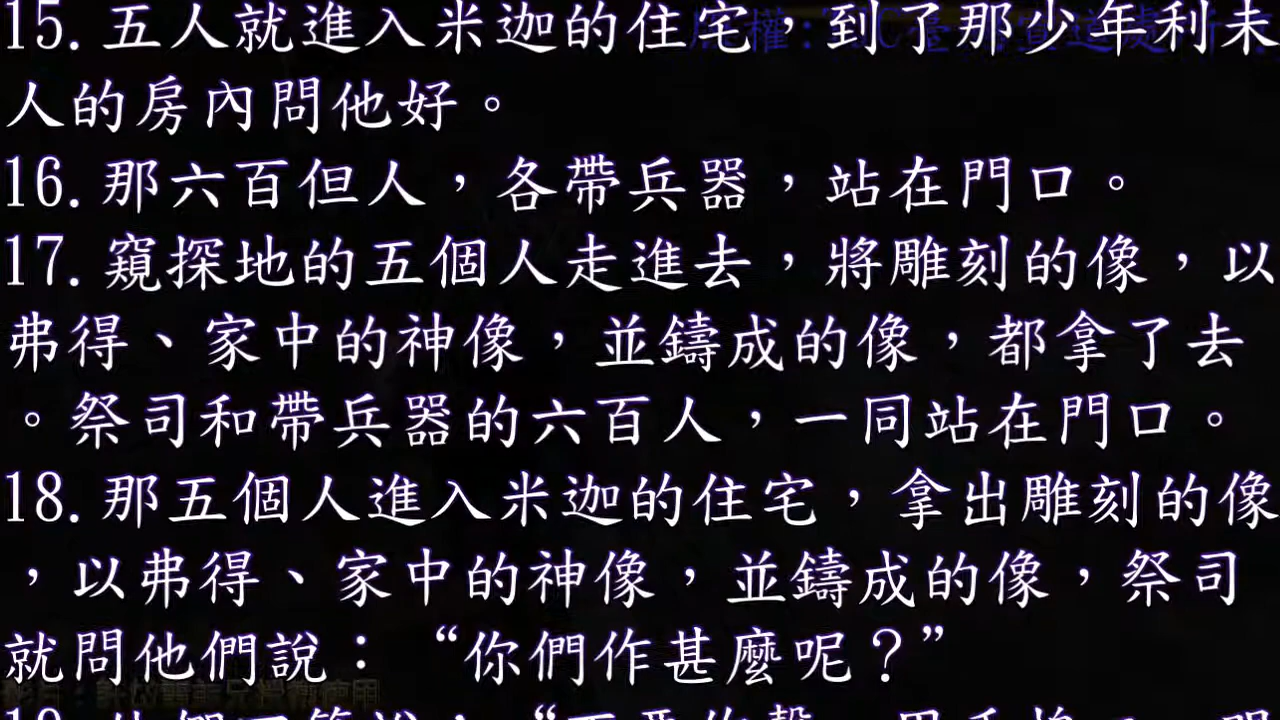 15. 五人就進入米迦的住宅，到了那少年利未
人的房內問他好。
16. 那六百但人，各帶兵器，站在門口。
17. 窺探地的五個人走進去，將雕刻的像，以
弗得、家中的神像，並鑄成的像，都拿了去
。祭司和帶兵器的六百人，一同站在門口。
18. 那五個人進入米迦的住宅，拿出雕刻的像
，以弗得、家中的神像，並鑄成的像，祭司
就問他們說：“你們作甚麼呢？”